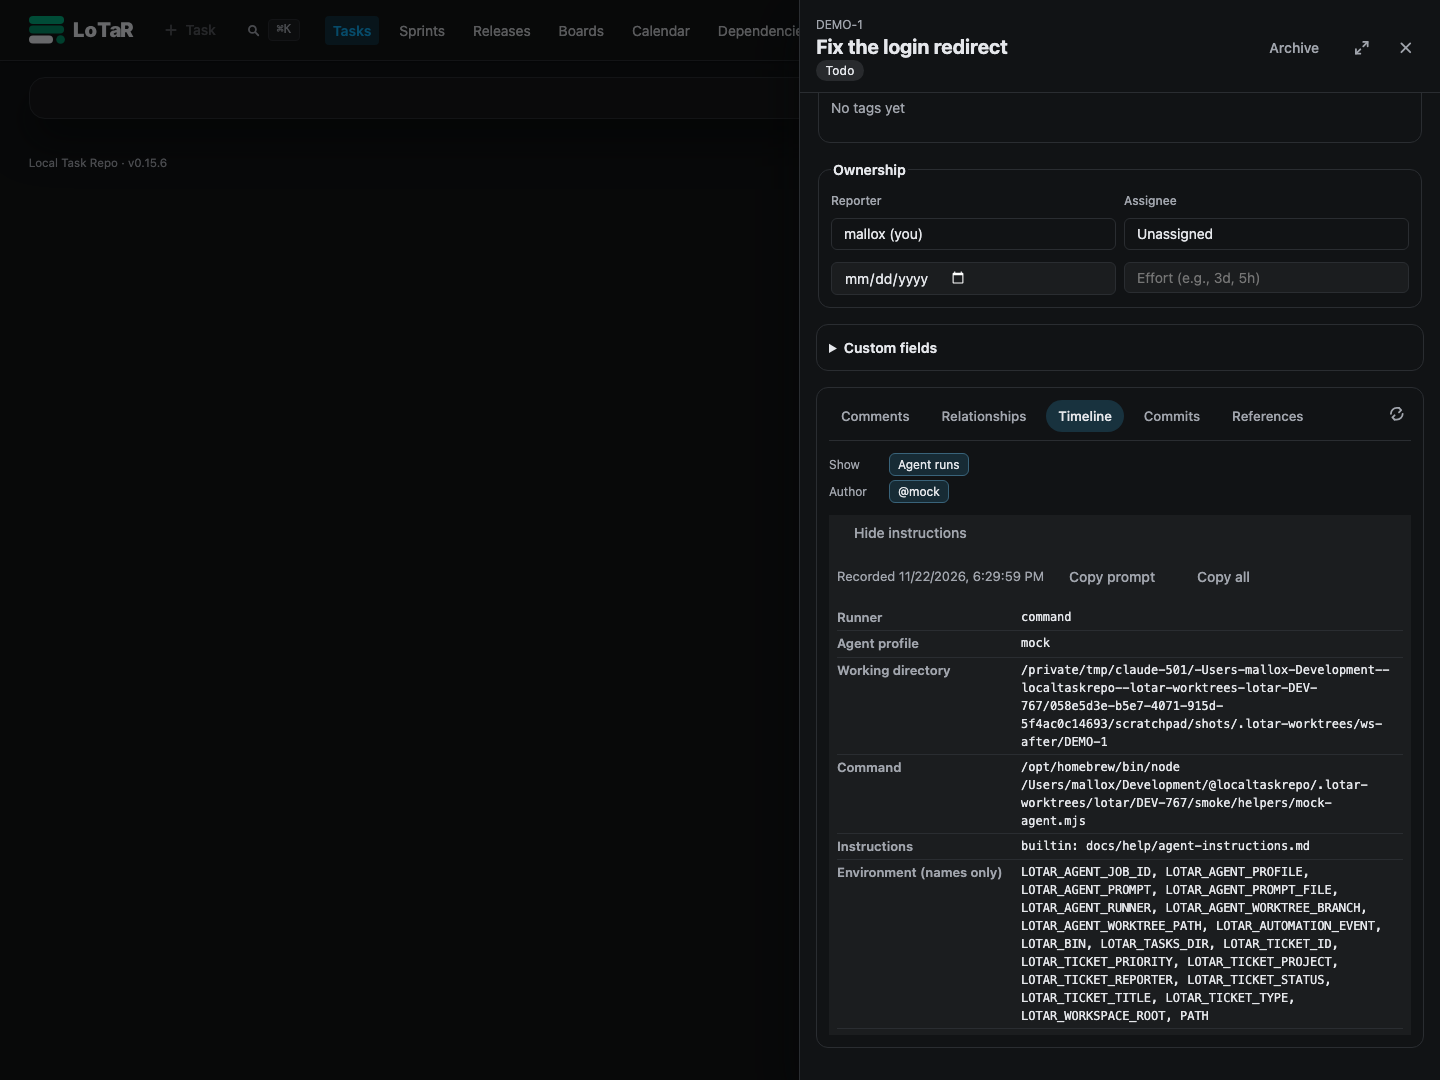 LoTaR
+ Task
⌘K
Tasks
Sprints
Releases
Boards
Calendar
Dependencie
Local Task Repo · v0.15.6
DEMO-1
Fix the login redirect
Todo
Archive
No tags yet
Ownership
Reporter
Assignee
mallox (you)
Unassigned
mm/dd/yyyy
Effort (e.g., 3d, 5h)
Custom fields
Comments
Relationships
Timeline
Commits
References
Show
Agent runs
Author
@mock
Hide instructions
Recorded 11/22/2026, 6:29:59 PM
Copy prompt
Copy all
Runner
command
Agent profile
mock
Working directory
/private/tmp/claude-501/-Users-mallox-Development--
localtaskrepo--lotar-worktrees-lotar-DEV-
767/058e5d3e-b5e7-4071-915d-
5f4ac0c14693/scratchpad/shots/.lotar-worktrees/ws-
after/DEMO-1
Command
/opt/homebrew/bin/node
/Users/mallox/Development/@localtaskrepo/.lotar-
worktrees/lotar/DEV-767/smoke/helpers/mock-
agent.mjs
Instructions
builtin: docs/help/agent-instructions.md
Environment (names only)
LOTAR_AGENT_JOB_ID, LOTAR_AGENT_PROFILE,
LOTAR_AGENT_PROMPT, LOTAR_AGENT_PROMPT_FILE,
LOTAR_AGENT_RUNNER, LOTAR_AGENT_WORKTREE_BRANCH,
LOTAR_AGENT_WORKTREE_PATH, LOTAR_AUTOMATION_EVENT,
LOTAR_BIN, LOTAR_TASKS_DIR, LOTAR_TICKET_ID,
LOTAR_TICKET_PRIORITY, LOTAR_TICKET_PROJECT,
LOTAR_TICKET_REPORTER, LOTAR_TICKET_STATUS,
LOTAR_TICKET_TITLE, LOTAR_TICKET_TYPE,
LOTAR_WORKSPACE_ROOT, PATH